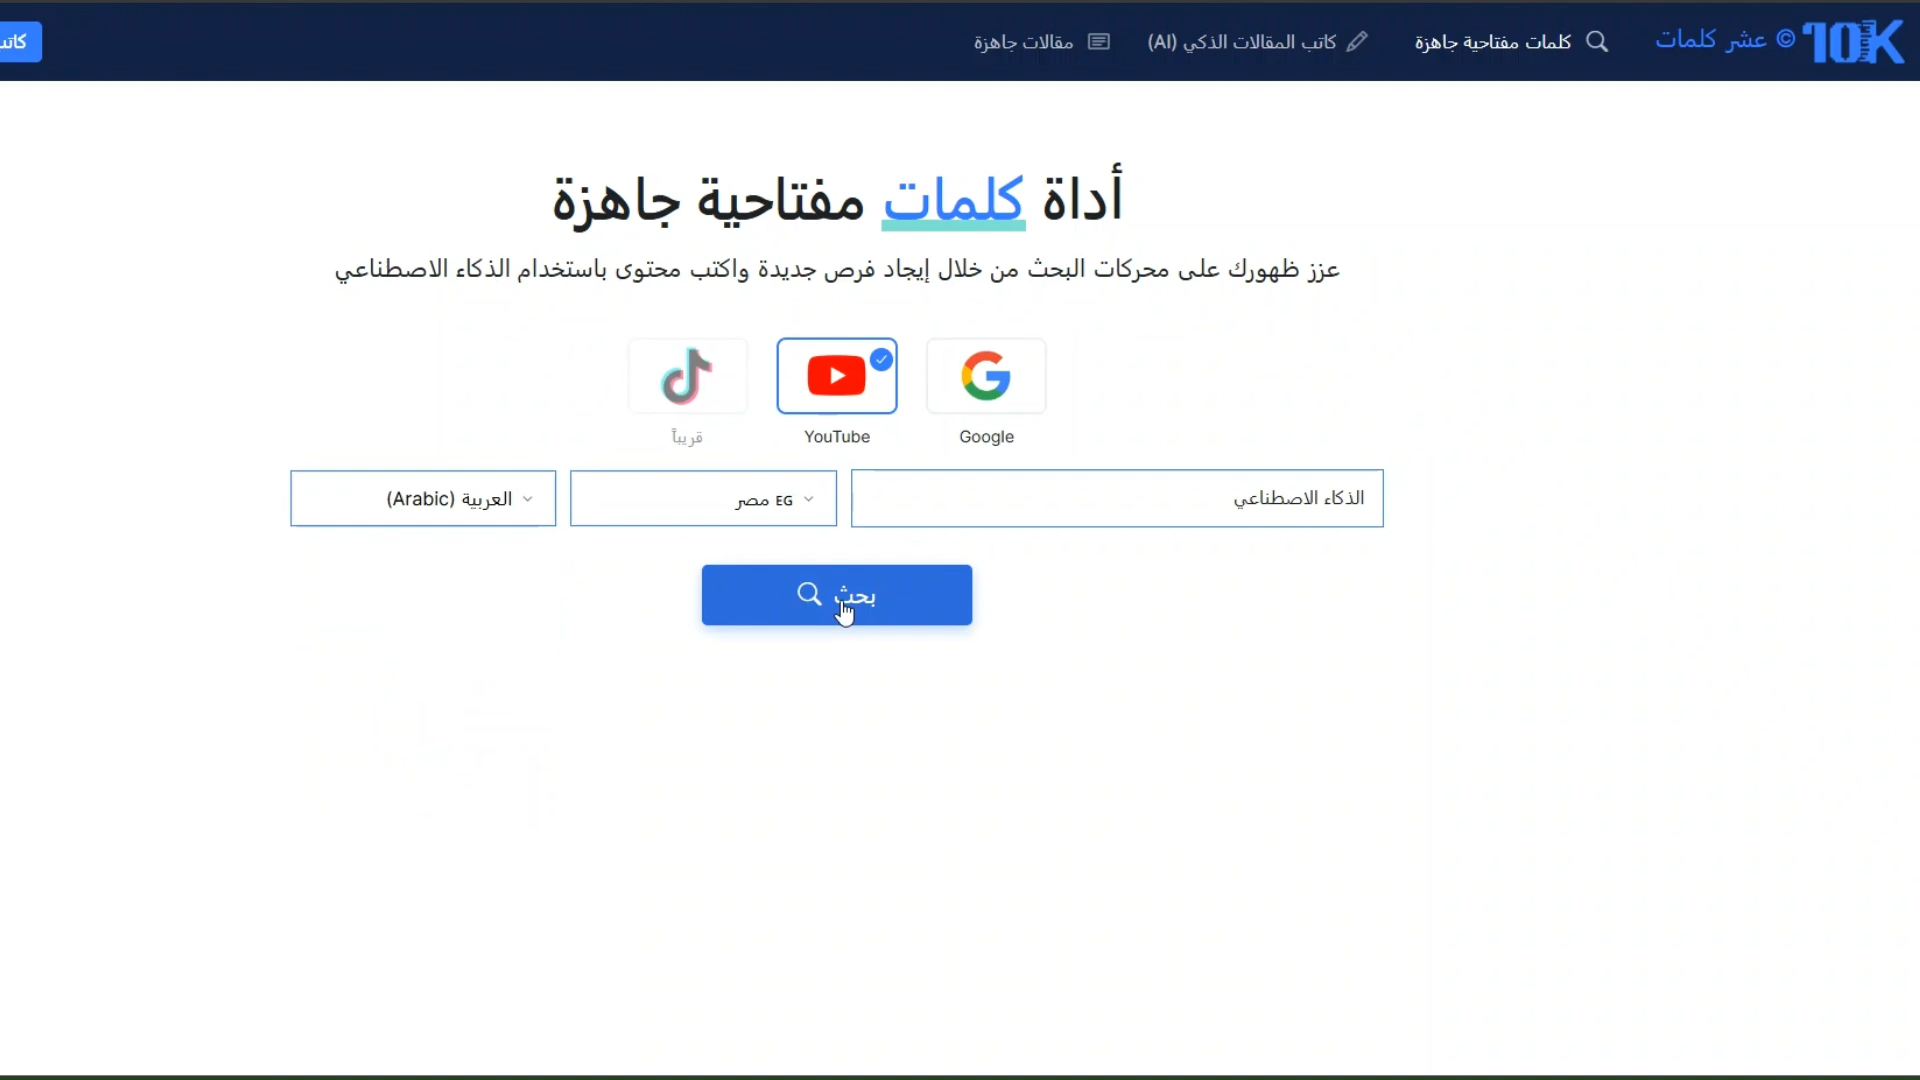 10K © عشر كلمات
كلمات مفتاحية جاهزة
كاتب المقالات الذكي (AI)
مقالات جاهزة
أداة كلمات مفتاحية جاهزة
عزز ظهورك على محركات البحث من خلال إيجاد فرص جديدة واكتب محتوى باستخدام الذكاء الاصطناعي
Google
YouTube
قريباً
الذكاء الاصطناعي
EG مصر
العربية (Arabic)
بحث